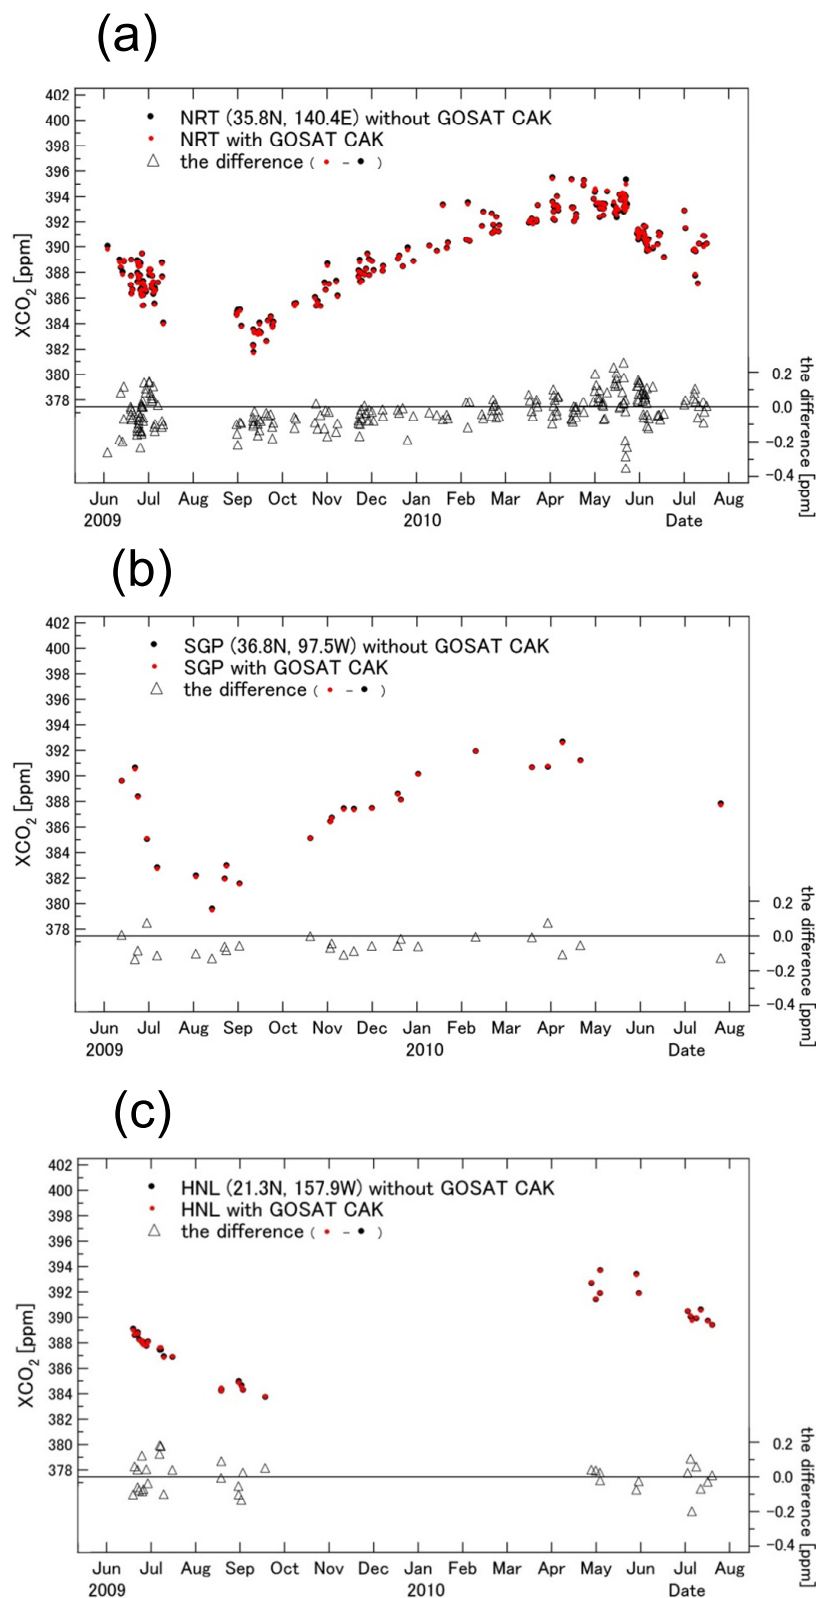 (a)
402
400
398
396
394
392
390
388
386
384
382
380
378
XCO2 [ppm]
● NRT (35.8N, 140.4E) without GOSAT CAK
● NRT with GOSAT CAK
△ the difference ( ● − ● )
0.2
0.0
−0.2
−0.4
the difference [ppm]
Jun Jul Aug Sep Oct Nov Dec Jan Feb Mar Apr May Jun Jul Aug
2009 2010 Date
(b)
402
400
398
396
394
392
390
388
386
384
382
380
378
XCO2 [ppm]
● SGP (36.8N, 97.5W) without GOSAT CAK
● SGP with GOSAT CAK
△ the difference ( ● − ● )
0.2
0.0
−0.2
−0.4
the difference [ppm]
Jun Jul Aug Sep Oct Nov Dec Jan Feb Mar Apr May Jun Jul Aug
2009 2010 Date
(c)
402
400
398
396
394
392
390
388
386
384
382
380
378
XCO2 [ppm]
● HNL (21.3N, 157.9W) without GOSAT CAK
● HNL with GOSAT CAK
△ the difference ( ● − ● )
0.2
0.0
−0.2
−0.4
the difference [ppm]
Jun Jul Aug Sep Oct Nov Dec Jan Feb Mar Apr May Jun Jul Aug
2009 2010 Date